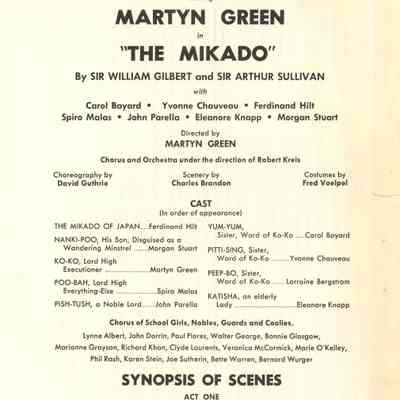 MARTYN GREEN
in
"THE MIKADO"
By SIR WILLIAM GILBERT and SIR ARTHUR SULLIVAN
with
Carol Bayard • Yvonne Chauveau • Ferdinand Hilt
Spiro Malas • John Parella • Eleanore Knapp • Morgan Stuart
Directed by
MARTYN GREEN
Chorus and Orchestra under the direction of Robert Kreis
Choreography by
David Guthrie
Scenery by
Charles Brandon
Costumes by
Fred Voelpel
CAST
(In order of appearance)
THE MIKADO OF JAPAN...Ferdinand Hilt
NANKI-POO, His Son, Disguised as a
Wandering Minstrel ......Morgan Stuart
KO-KO, Lord High
Executioner ..................Martyn Green
POO-BAH, Lord High
Everything-Else ...............Spiro Malas
PISH-TUSH, a Noble Lord.....John Parella
YUM-YUM,
Sister, Ward of Ko-Ko ....Carol Bayard
PITTI-SING, Sister,
Ward of Ko-Ko .......Yvonne Chauveau
PEEP-BO, Sister,
Ward of Ko-Ko ......Lorraine Bergstrom
KATISHA, an elderly
Lady .........................Eleanore Knapp
Chorus of School Girls, Nobles, Guards and Coolies.
Lynne Albert, John Dorrin, Paul Flores, Walter George, Bonnie Glasgow,
Marianne Grayson, Richard Khan, Clyde Laurents, Veronica McCormick, Marie O'Kelley,
Phil Rash, Karen Stein, Joe Sutherin, Bette Warren, Bernard Wurger
SYNOPSIS OF SCENES
ACT ONE